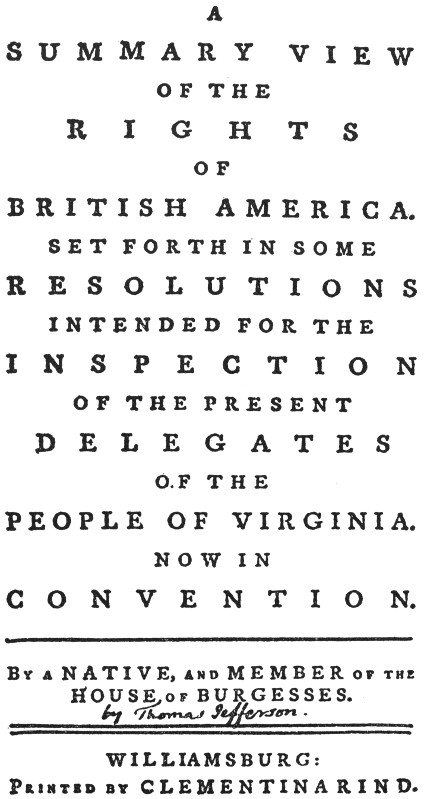 A
SUMMARY VIEW
OF THE
RIGHTS
OF
BRITISH AMERICA.
SET FORTH IN SOME
RESOLUTIONS
INTENDED FOR THE
INSPECTION
OF THE PRESENT
DELEGATES
O.F THE
PEOPLE OF VIRGINIA.
NOW IN
CONVENTION.
BY A NATIVE, AND MEMBER OF THE
HOUSE OF BURGESSES.
by Thomas Jefferson.
WILLIAMSBURG:
PRINTED BY CLEMENTINA RIND.